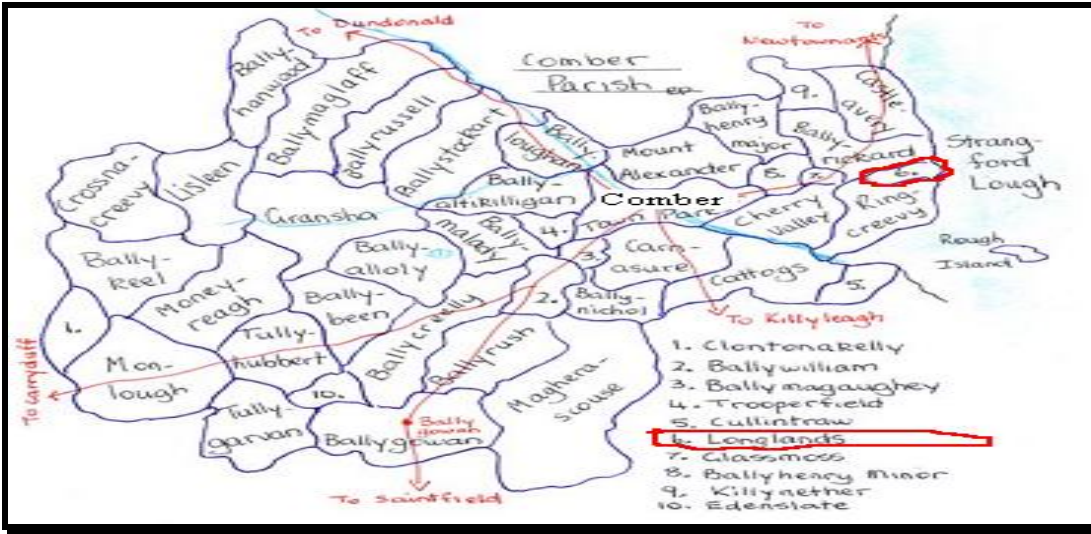 To Dundonald
To
Newtownards
Comber
Parish
Bally-
hanwood
Ballymaglaff
Ballyrussell
Ballystockart
Bally-
loughan
Bally-
henry
major
9.
Castle-
avery
Mount
Alexander
8.
7.
Bally-
rickard
6.
Strang-
ford
Lough
Crossna-
creevy
Lisleen
Gransha
Bally-
altikilligan
Comber
Town Park
Cherry
Valley
Ring-
creevy
Rough
Island
4.
3.
Bally-
malady
Bally-
alloly
Carn-
asure
Cattogs
5.
Bally-
keel
Money-
reagh
Bally-
been
Ballycreelly
2.
Bally-
nichol
To Killyleagh
1.
Mon-
lough
Tully-
hubbert
Ballyrush
Maghera-
scouse
To Carryduff
10.
Tully-
garvan
Bally
gowan
Ballygowan
To Saintfield
1. Clontonakelly
2. Ballywilliam
3. Ballymagaughey
4. Trooperfield
5. Cullintraw
6. Longlands
7. Glassmoss
8. Ballyhenry Minor
9. Killynether
10. Edenslate